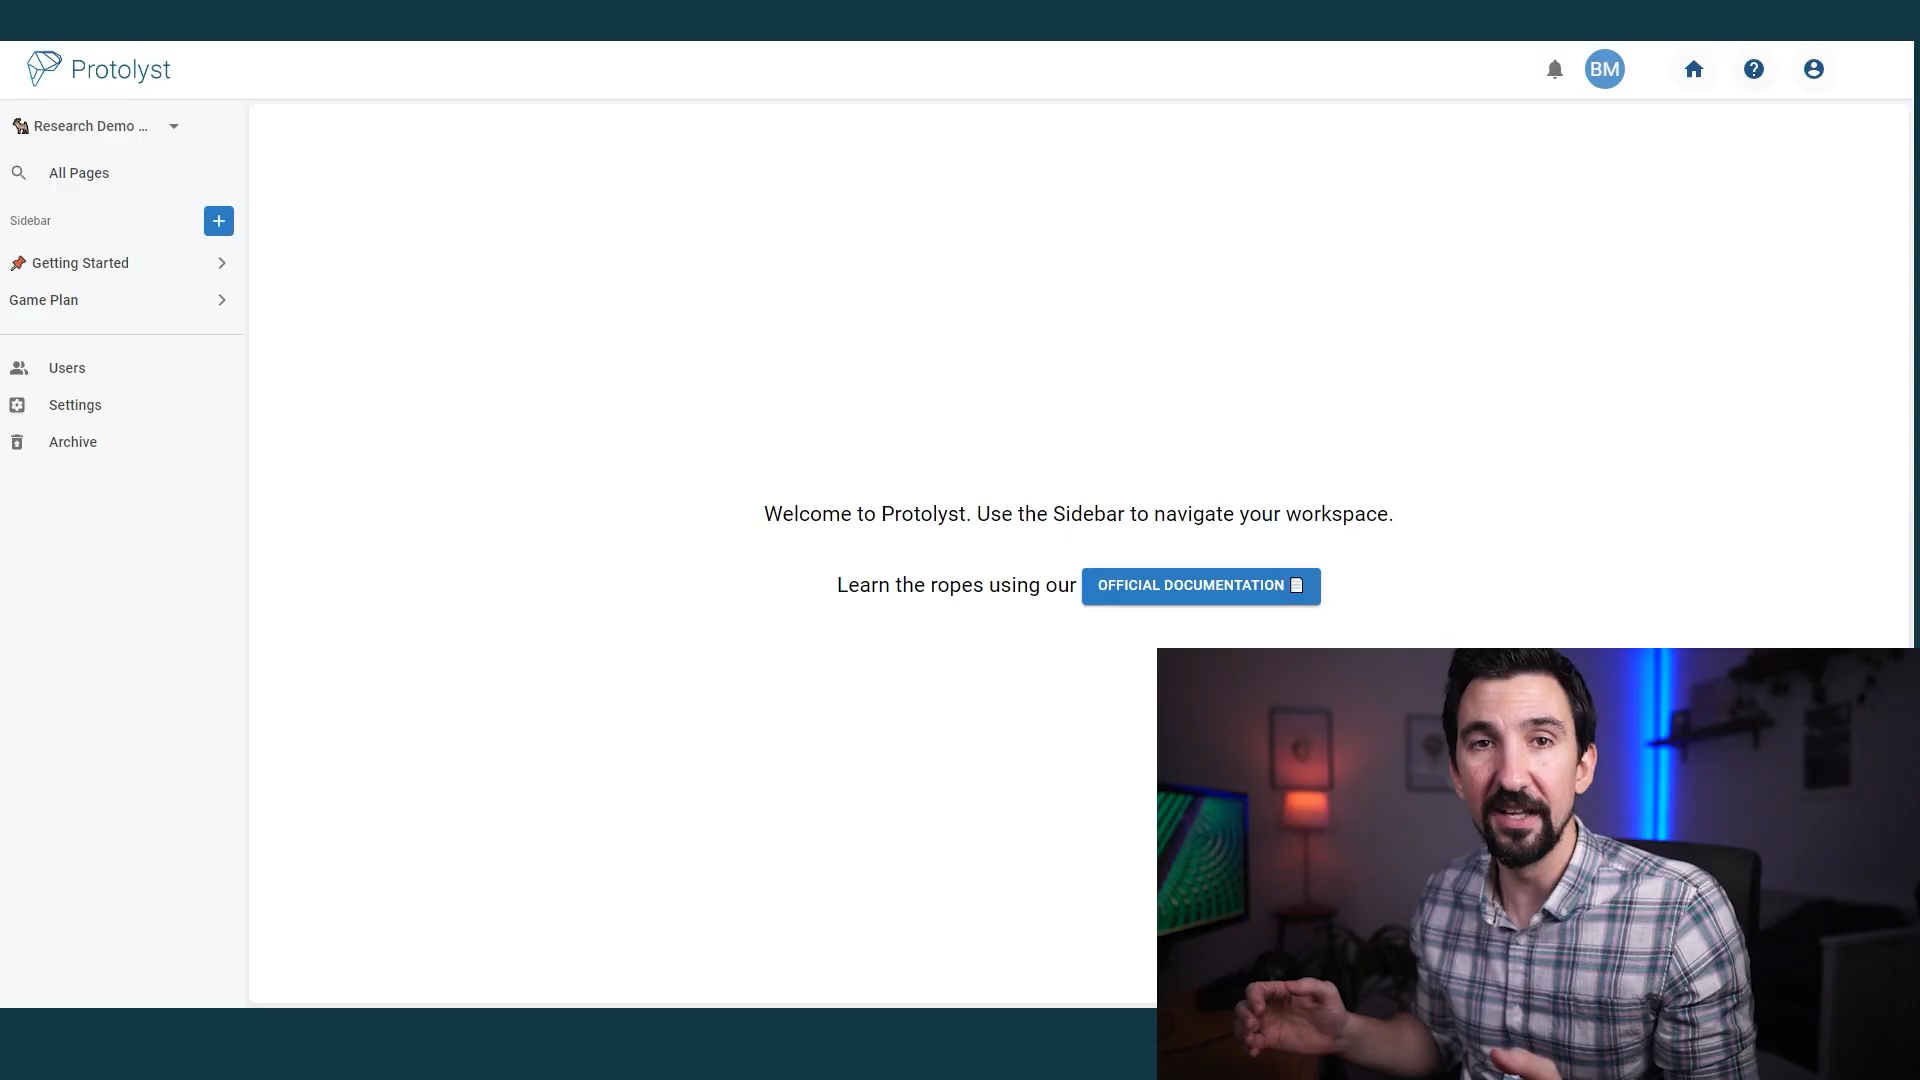 Protolyst
BM
Research Demo ...
All Pages
Sidebar
Getting Started
Game Plan
Users
Settings
Archive
Welcome to Protolyst. Use the Sidebar to navigate your workspace.
Learn the ropes using our OFFICIAL DOCUMENTATION